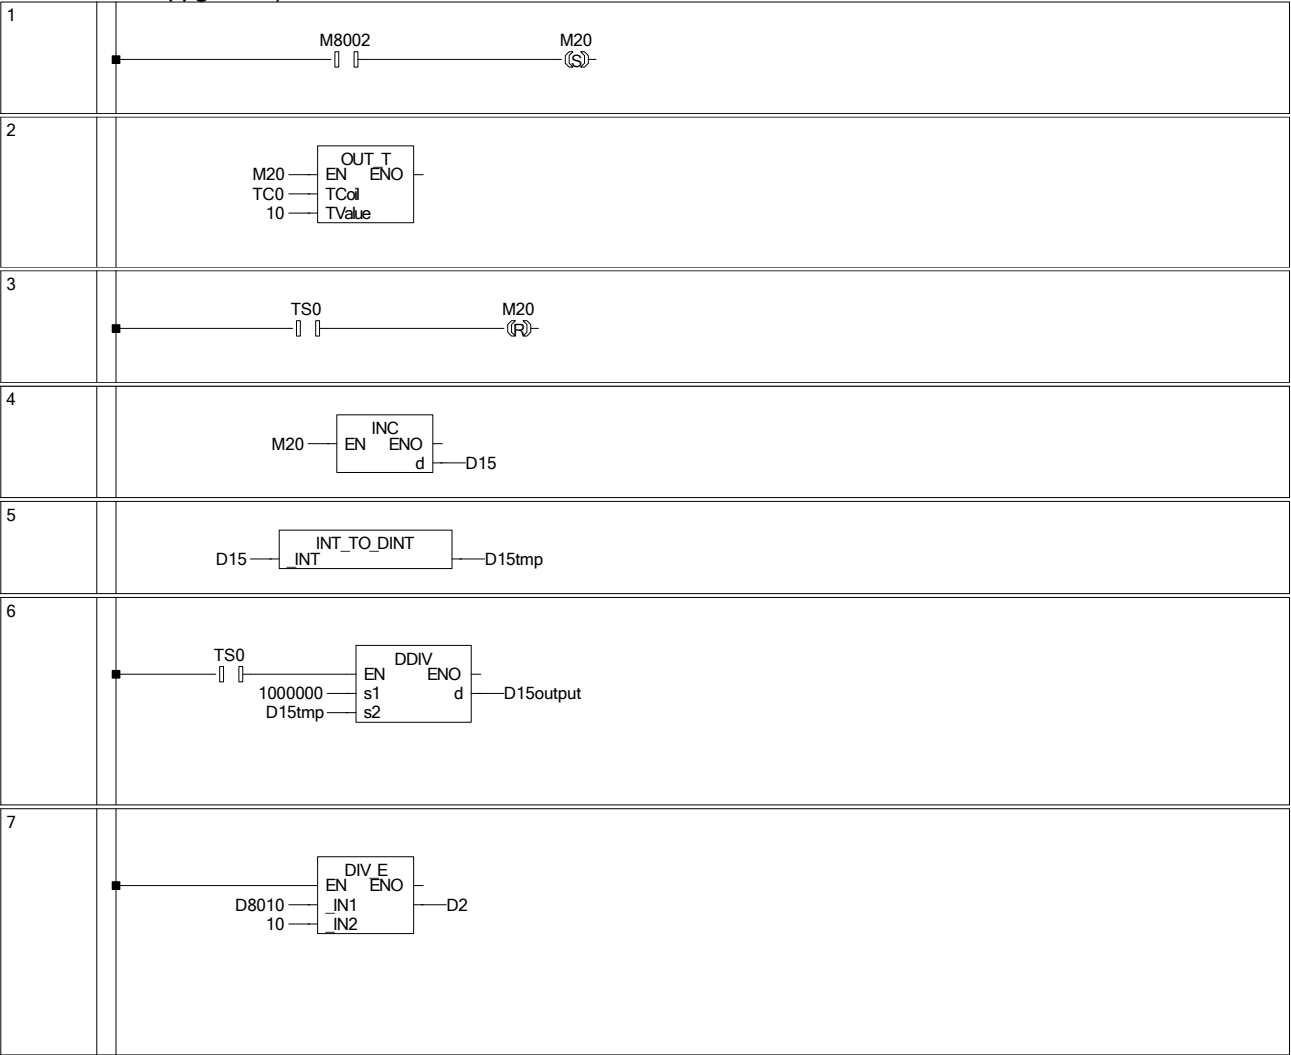 1
M8002 M20
S
2
OUT_T
M20 EN ENO
TC0 TCoil
10 TValue
3
TS0 M20
R
4
INC
M20 EN ENO
d D15
5
INT_TO_DINT
D15 _INT D15tmp
6
TS0 DDIV
EN ENO
1000000 s1 d D15output
D15tmp s2
7
DIV_E
EN ENO
D8010 _IN1 D2
10 _IN2